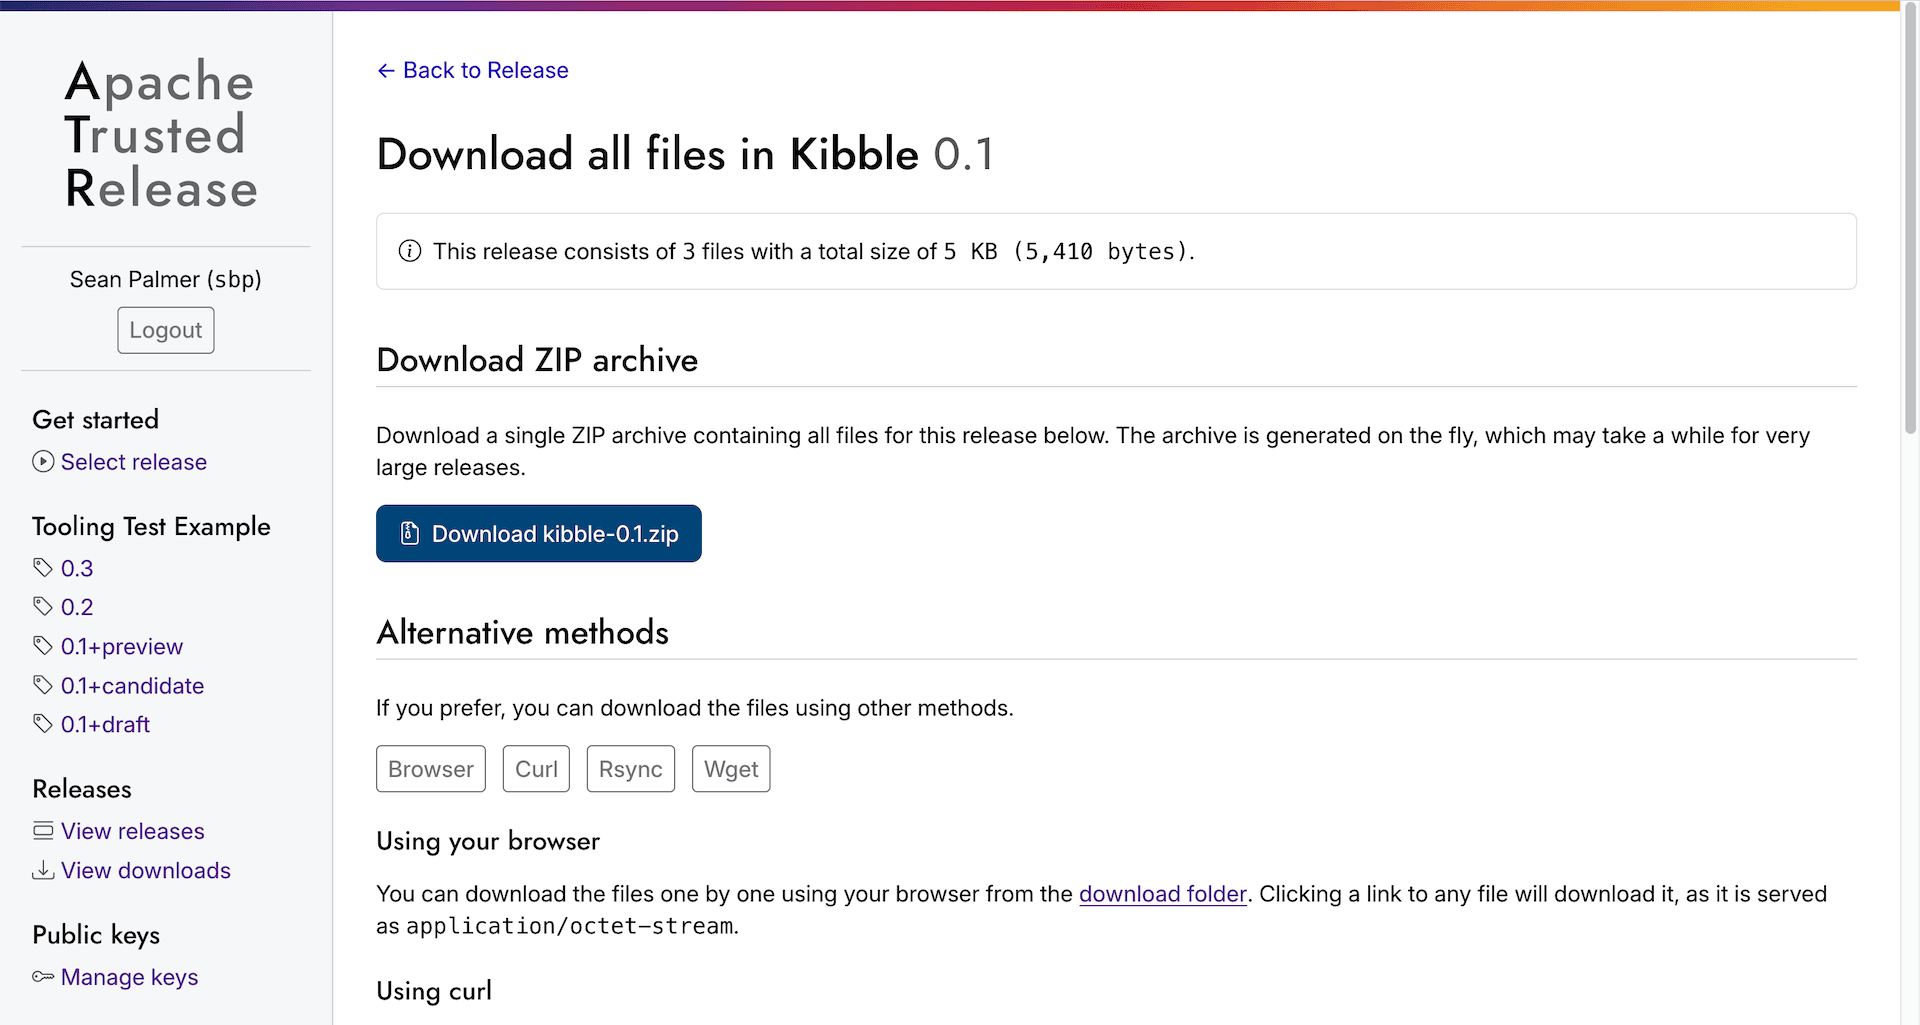 Apache
Trusted
Release
Sean Palmer (sbp)
Logout
Get started
Select release
Tooling Test Example
0.3
0.2
0.1+preview
0.1+candidate
0.1+draft
Releases
View releases
View downloads
Public keys
Manage keys
← Back to Release
Download all files in Kibble 0.1
This release consists of 3 files with a total size of 5 KB (5,410 bytes).
Download ZIP archive
Download a single ZIP archive containing all files for this release below. The archive is generated on the fly, which may take a while for very
large releases.
Download kibble-0.1.zip
Alternative methods
If you prefer, you can download the files using other methods.
Browser Curl Rsync Wget
Using your browser
You can download the files one by one using your browser from the download folder. Clicking a link to any file will download it, as it is served
as application/octet-stream.
Using curl